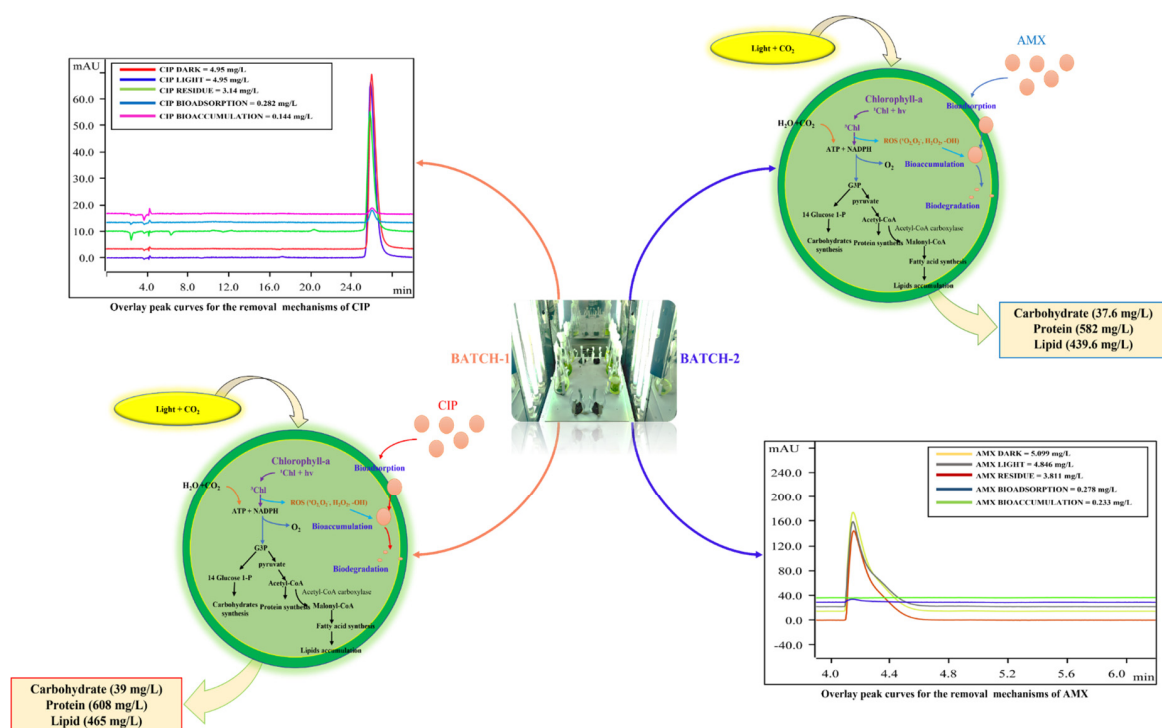 mAU
60.0
50.0
40.0
30.0
20.0
10.0
0.0
4.0
8.0
12.0
16.0
20.0
24.0
min
CIP DARK = 4.95 mg/L
CIP LIGHT = 4.95 mg/L
CIP RESIDUE = 3.14 mg/L
CIP BIOADSORPTION = 0.282 mg/L
CIP BIOACCUMULATION = 0.144 mg/L
Overlay peak curves for the removal mechanisms of CIP
Light + CO₂
AMX
Chlorophyll-a
¹Chl + hv
Bioadsorption
H₂O +CO₂
³Chl
ROS (¹O₂O₂⁻, H₂O₂, -OH)
ATP + NADPH
O₂
Bioaccumulation
G3P
pyruvate
Biodegradation
14 Glucose 1-P
Acetyl-CoA
Acetyl-CoA carboxylase
Carbohydrates
synthesis
Protein synthesis
Malonyl-CoA
Fatty acid synthesis
Lipids accumulation
Carbohydrate (37.6 mg/L)
Protein (582 mg/L)
Lipid (439.6 mg/L)
BATCH-1
BATCH-2
Light + CO₂
CIP
Chlorophyll-a
¹Chl + hv
Bioadsorption
H₂O +CO₂
³Chl
ROS (¹O₂O₂⁻, H₂O₂, -OH)
ATP + NADPH
O₂
Bioaccumulation
G3P
pyruvate
Biodegradation
14 Glucose 1-P
Acetyl-CoA
Acetyl-CoA carboxylase
Carbohydrates
synthesis
Protein synthesis
Malonyl-CoA
Fatty acid synthesis
Lipids accumulation
Carbohydrate (39 mg/L)
Protein (608 mg/L)
Lipid (465 mg/L)
mAU
240.0
200.0
160.0
120.0
80.0
40.0
0.0
-40.0
4.0
4.4
4.8
5.2
5.6
6.0
min
AMX DARK = 5.099 mg/L
AMX LIGHT = 4.846 mg/L
AMX RESIDUE = 3.811 mg/L
AMX BIOADSORPTION = 0.278 mg/L
AMX BIOACCUMULATION = 0.233 mg/L
Overlay peak curves for the removal mechanisms of AMX